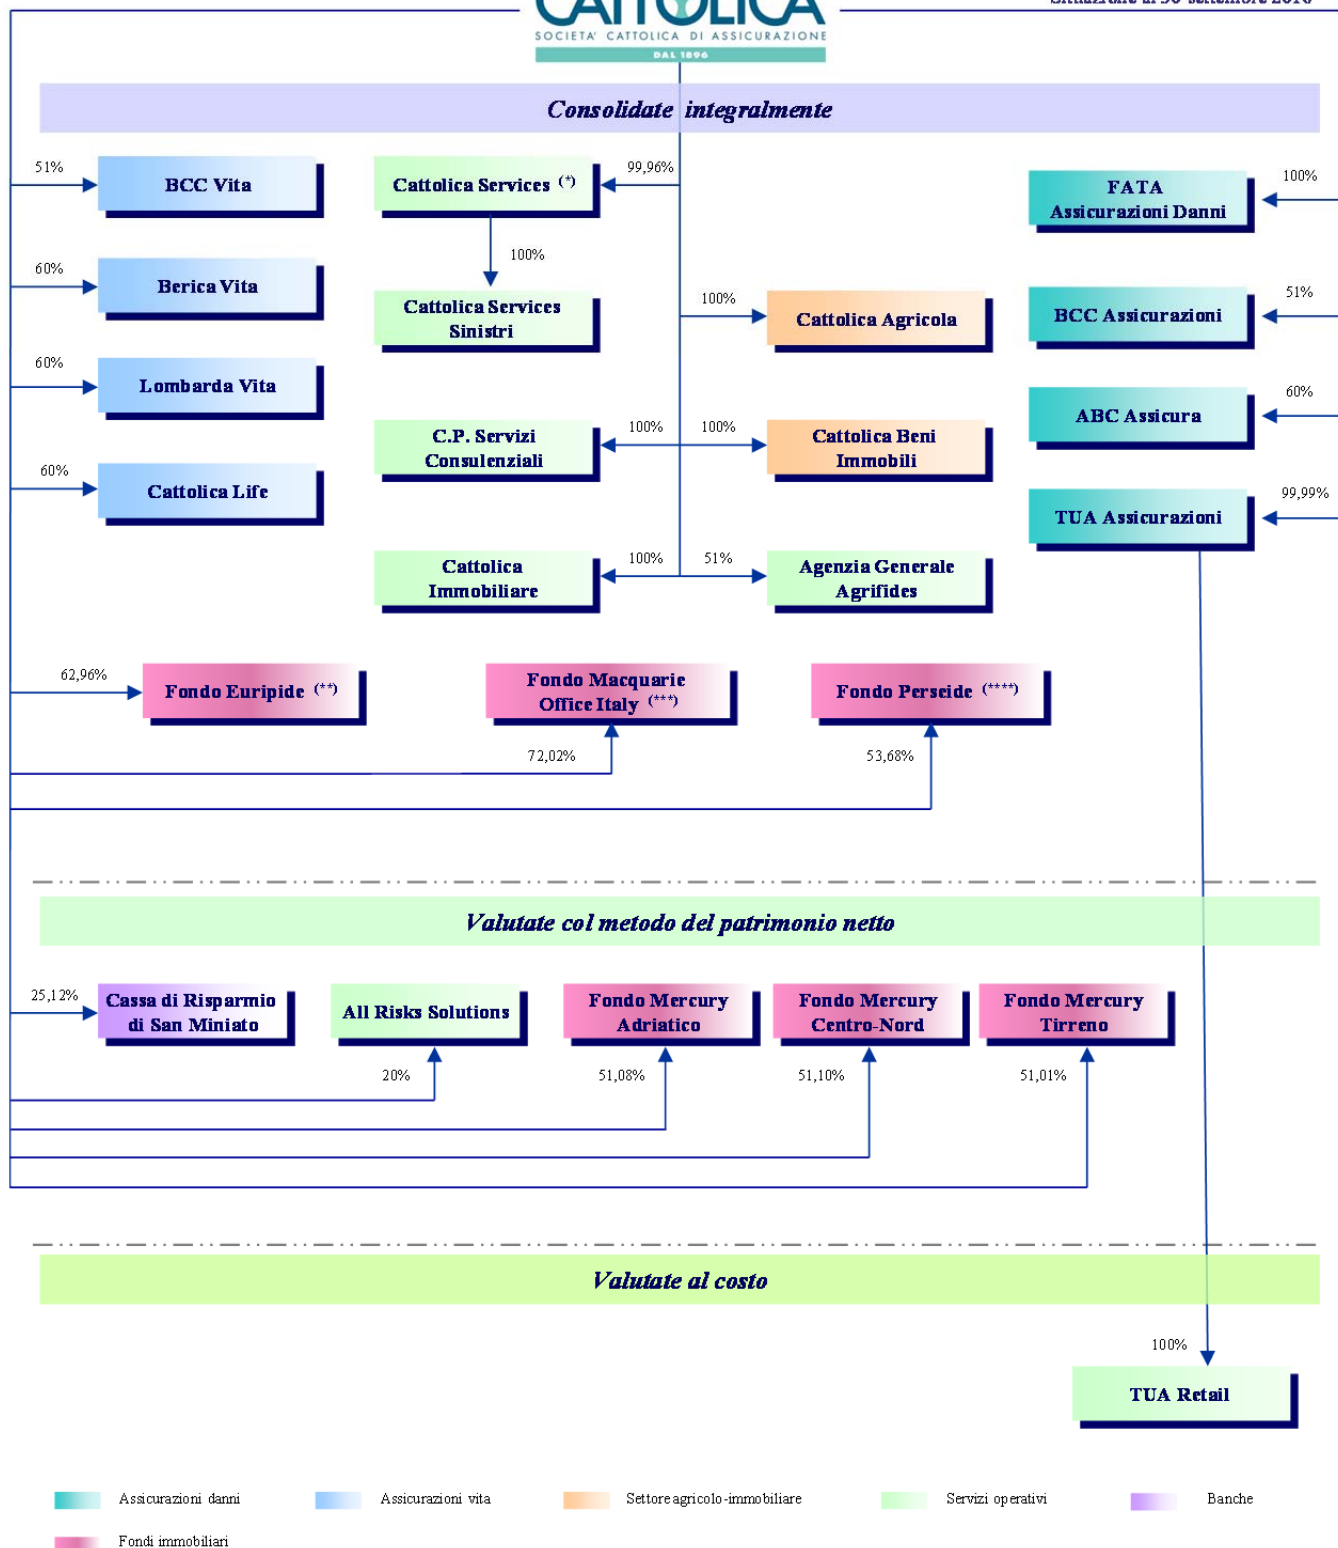 CATTOLICA
Situazione al 30 settembre 2016
SOCIETA' CATTOLICA DI ASSICURAZIONE
DAL 1896
Consolidate integralmente
51%
BCC Vita
Cattolica Services (*)
99,96%
FATA
Assicurazioni Danni
100%
100%
60%
Berica Vita
Cattolica Services
Sinistri
100%
Cattolica Agricola
BCC Assicurazioni
51%
60%
Lombarda Vita
ABC Assicura
60%
C.P. Servizi
Consulenziali
100%
100%
Cattolica Beni
Immobili
60%
Cattolica Life
TUA Assicurazioni
99,99%
Cattolica
Immobiliare
100%
51%
Agenzia Generale
Agrifides
62,96%
Fondo Euripide (**)
Fondo Macquarie
Office Italy (***)
Fondo Perseide (****)
72,02%
53,68%
Valutate col metodo del patrimonio netto
25,12%
Cassa di Risparmio
di San Miniato
All Risks Solutions
Fondo Mercury
Adriatico
Fondo Mercury
Centro-Nord
Fondo Mercury
Tirreno
20%
51,08%
51,10%
51,01%
Valutate al costo
100%
TUA Retail
Assicurazioni danni
Assicurazioni vita
Settore agricolo-immobiliare
Servizi operativi
Banche
Fondi immobiliari